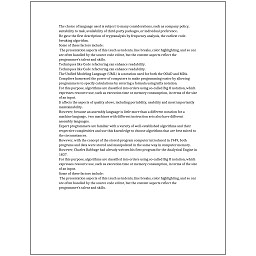 The choice of language used is subject to many considerations, such as company policy,
suitability to task, availability of third-party packages, or individual preference.
He gave the first description of cryptanalysis by frequency analysis, the earliest code-
breaking algorithm.
Some of these factors include:
The presentation aspects of this (such as indents, line breaks, color highlighting, and so on)
are often handled by the source code editor, but the content aspects reflect the
programmer's talent and skills.
Techniques like Code refactoring can enhance readability.
Techniques like Code refactoring can enhance readability.
The Unified Modeling Language (UML) is a notation used for both the OOAD and MDA.
Compilers harnessed the power of computers to make programming easier by allowing
programmers to specify calculations by entering a formula using infix notation.
For this purpose, algorithms are classified into orders using so-called Big O notation, which
expresses resource use, such as execution time or memory consumption, in terms of the size
of an input.
It affects the aspects of quality above, including portability, usability and most importantly
maintainability.
However, because an assembly language is little more than a different notation for a
machine language, two machines with different instruction sets also have different
assembly languages.
Expert programmers are familiar with a variety of well-established algorithms and their
respective complexities and use this knowledge to choose algorithms that are best suited to
the circumstances.
However, with the concept of the stored-program computer introduced in 1949, both
programs and data were stored and manipulated in the same way in computer memory.
However, Charles Babbage had already written his first program for the Analytical Engine in
1837.
For this purpose, algorithms are classified into orders using so-called Big O notation, which
expresses resource use, such as execution time or memory consumption, in terms of the size
of an input.
Some of these factors include:
The presentation aspects of this (such as indents, line breaks, color highlighting, and so on)
are often handled by the source code editor, but the content aspects reflect the
programmer's talent and skills.